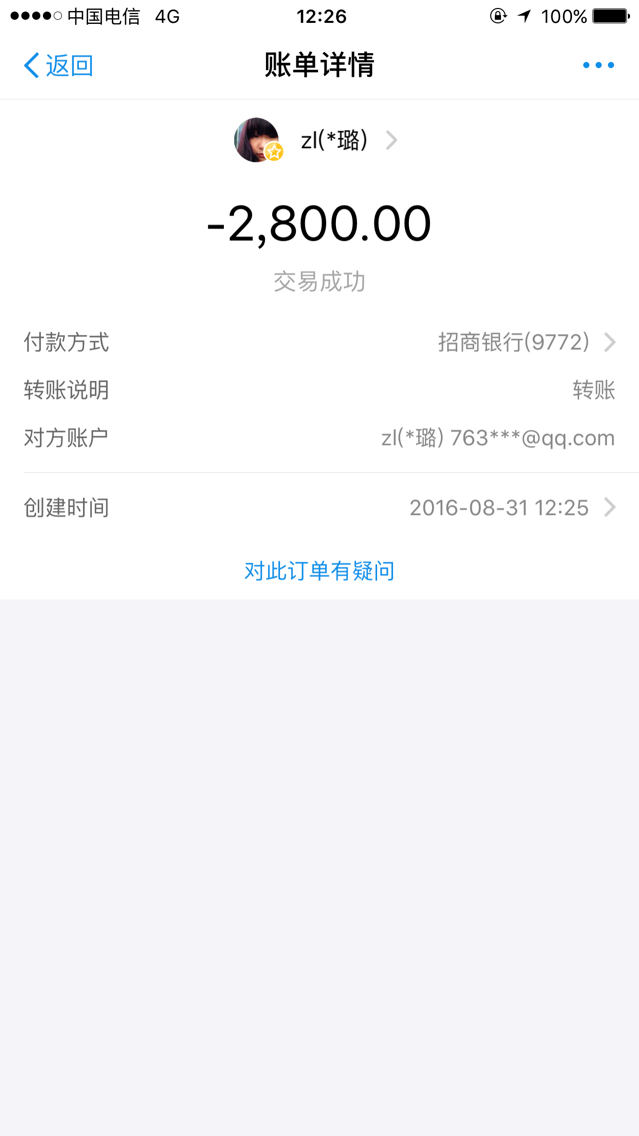 中国电信 4G 12:26 100%
返回 账单详情
zl(*璐)
-2,800.00
交易成功
付款方式 招商银行(9772)
转账说明 转账
对方账户 zl(*璐) 763***@qq.com
创建时间 2016-08-31 12:25
对此订单有疑问